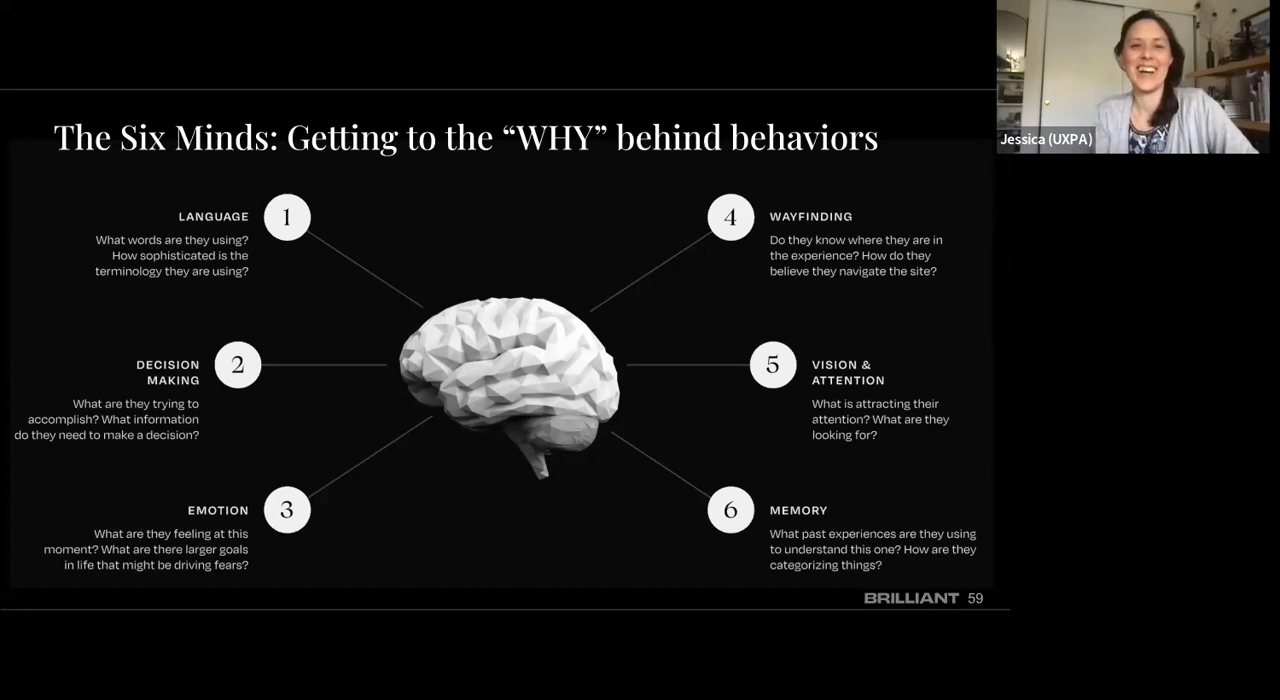 Jessica (UXPA)
The Six Minds: Getting to the “WHY” behind behaviors
1
LANGUAGE
What words are they using?
How sophisticated is the
terminology they are using?
2
DECISION
MAKING
What are they trying to
accomplish? What information
do they need to make a decision?
3
EMOTION
What are they feeling at this
moment? What are there larger goals
in life that might be driving fears?
4
WAYFINDING
Do they know where they are in
the experience? How do they
believe they navigate the site?
5
VISION &
ATTENTION
What is attracting their
attention? What are they
looking for?
6
MEMORY
What past experiences are they using
to understand this one? How are they
categorizing things?
BRILLIANT 59